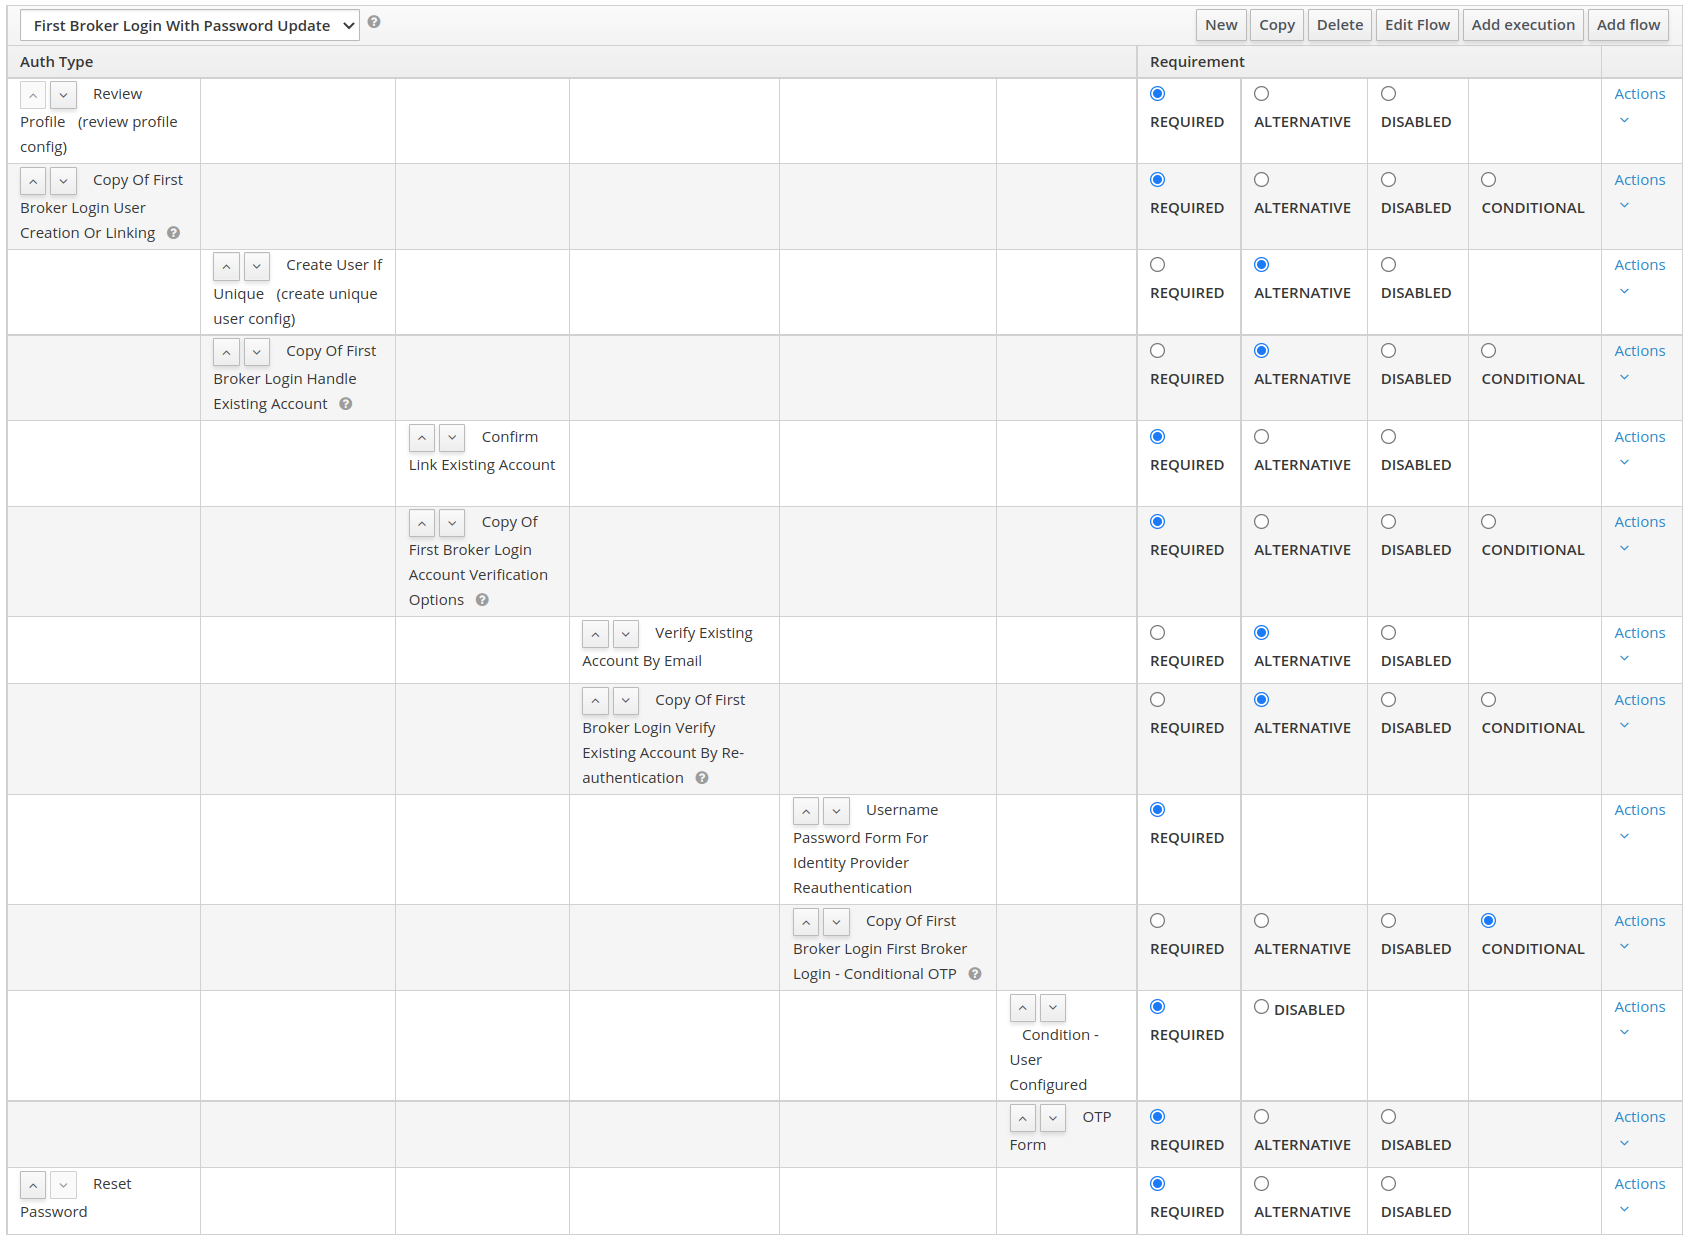 First Broker Login With Password Update
New Copy Delete Edit Flow Add execution Add flow
Auth Type Requirement
Review
Profile (review profile
config)
REQUIRED ALTERNATIVE DISABLED Actions
Copy Of First
Broker Login User
Creation Or Linking
REQUIRED ALTERNATIVE DISABLED CONDITIONAL Actions
Create User If
Unique (create unique
user config)
REQUIRED ALTERNATIVE DISABLED Actions
Copy Of First
Broker Login Handle
Existing Account
REQUIRED ALTERNATIVE DISABLED CONDITIONAL Actions
Confirm
Link Existing Account
REQUIRED ALTERNATIVE DISABLED Actions
Copy Of
First Broker Login
Account Verification
Options
REQUIRED ALTERNATIVE DISABLED CONDITIONAL Actions
Verify Existing
Account By Email
REQUIRED ALTERNATIVE DISABLED Actions
Copy Of First
Broker Login Verify
Existing Account By Re-
authentication
REQUIRED ALTERNATIVE DISABLED CONDITIONAL Actions
Username
Password Form For
Identity Provider
Reauthentication
REQUIRED Actions
Copy Of First
Broker Login First Broker
Login - Conditional OTP
REQUIRED ALTERNATIVE DISABLED CONDITIONAL Actions
Condition -
User
Configured
REQUIRED DISABLED Actions
OTP
Form
REQUIRED ALTERNATIVE DISABLED Actions
Reset
Password
REQUIRED ALTERNATIVE DISABLED Actions